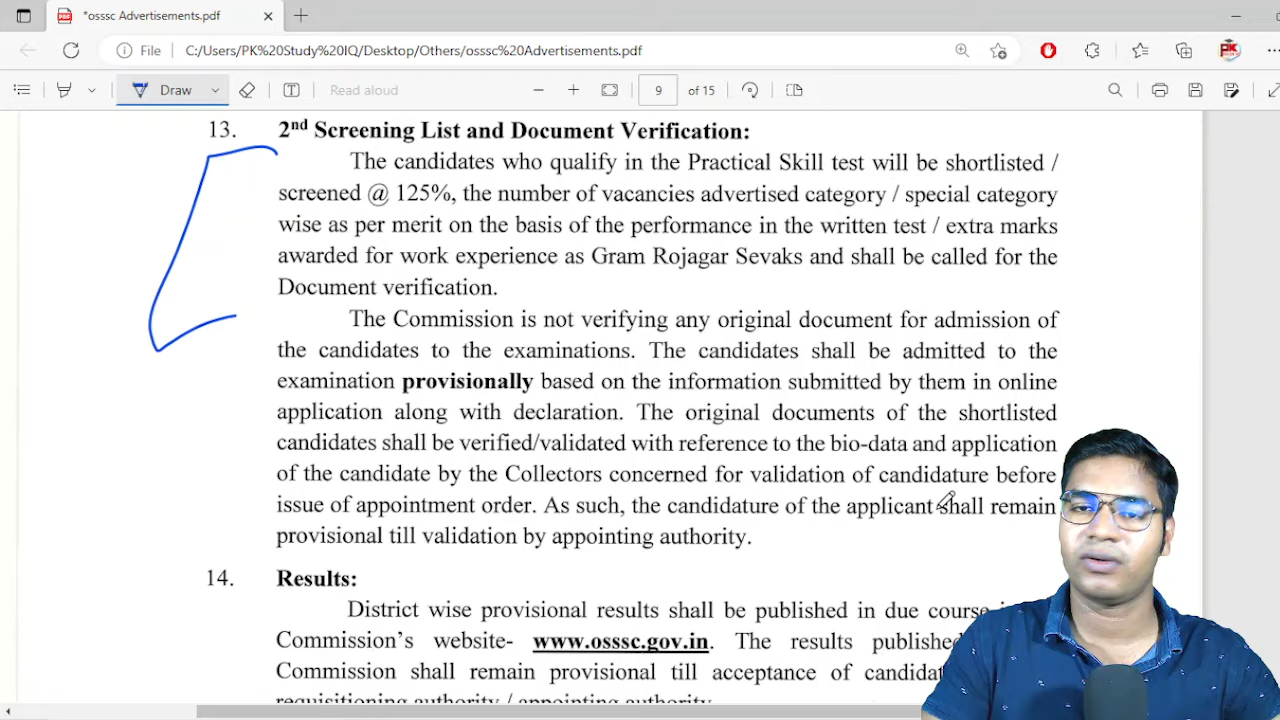 *osssc Advertisements.pdf
File C:/Users/PK%20Study%20IQ/Desktop/Others/osssc%20Advertisements.pdf
Draw Read aloud 9 of 15
13. 2nd Screening List and Document Verification:
The candidates who qualify in the Practical Skill test will be shortlisted /
screened @ 125%, the number of vacancies advertised category / special category
wise as per merit on the basis of the performance in the written test / extra marks
awarded for work experience as Gram Rojagar Sevaks and shall be called for the
Document verification.
The Commission is not verifying any original document for admission of
the candidates to the examinations. The candidates shall be admitted to the
examination provisionally based on the information submitted by them in online
application along with declaration. The original documents of the shortlisted
candidates shall be verified/validated with reference to the bio-data and application
of the candidate by the Collectors concerned for validation of candidature before
issue of appointment order. As such, the candidature of the applicant shall remain
provisional till validation by appointing authority.
14. Results:
District wise provisional results shall be published in due course
Commission's website- www.osssc.gov.in. The results published
Commission shall remain provisional till acceptance of
requisitioning authority / appointing authority.